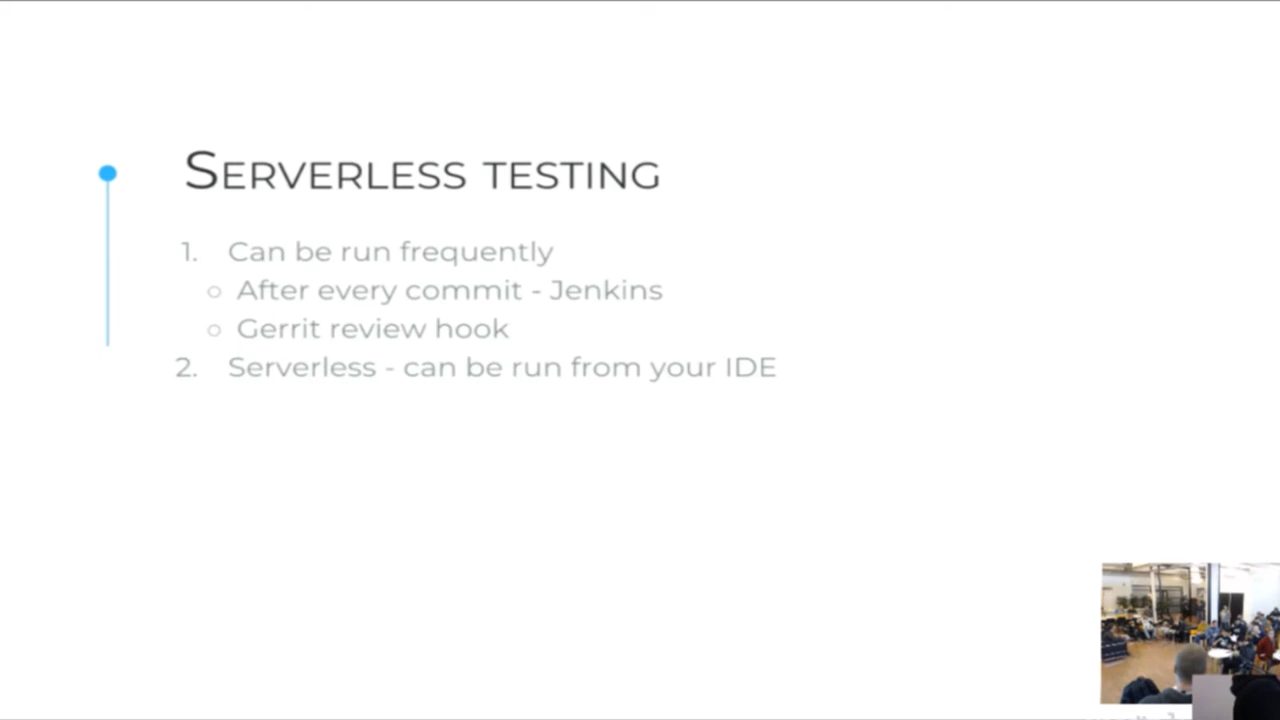 Serverless testing
1. Can be run frequently
○ After every commit - Jenkins
○ Gerrit review hook
2. Serverless - can be run from your IDE